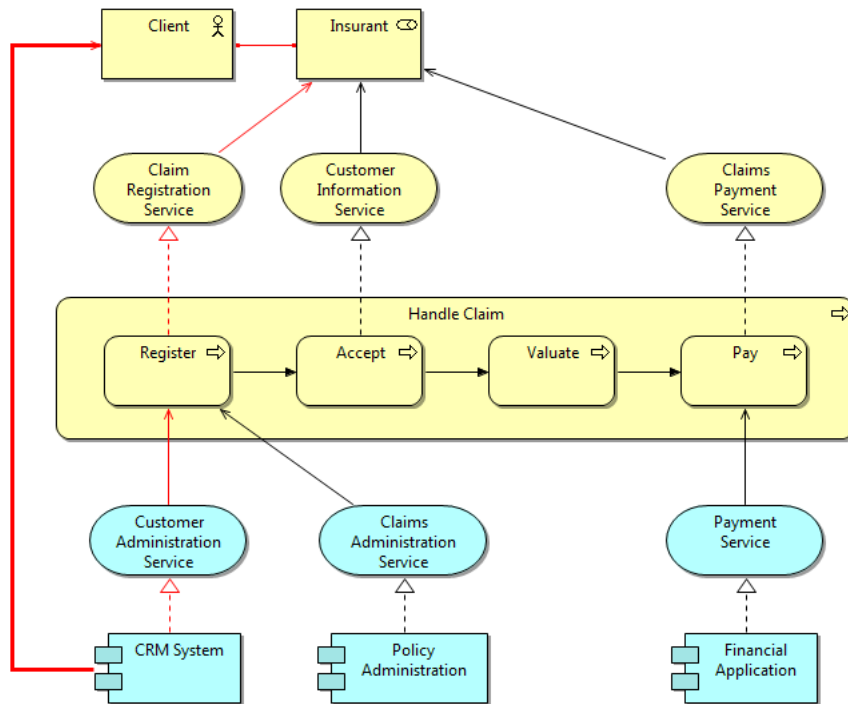 Client
Insurant
Claim
Registration
Service
Customer
Information
Service
Claims
Payment
Service
Handle Claim
Register
Accept
Valuate
Pay
Customer
Administration
Service
Claims
Administration
Service
Payment
Service
CRM System
Policy
Administration
Financial
Application